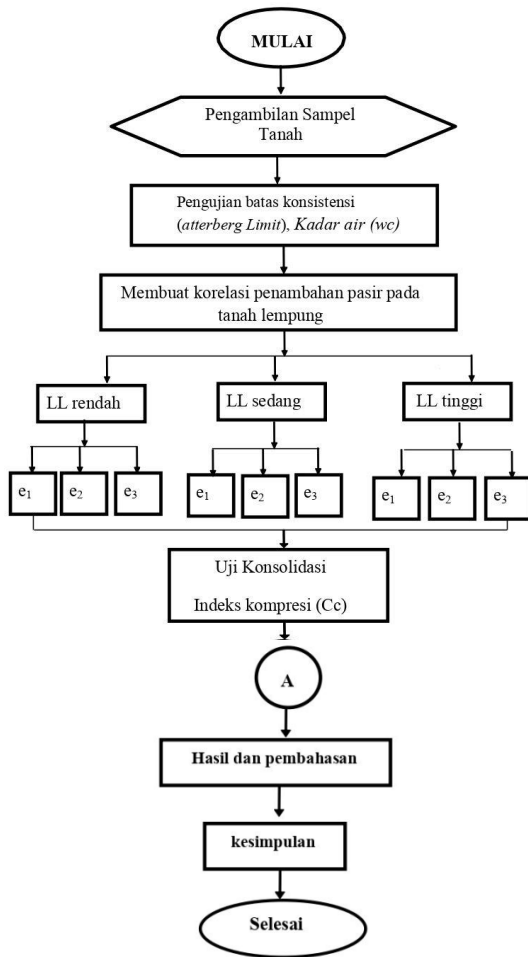 MULAI
Pengambilan Sampel
Tanah
Pengujian batas konsistensi
(atterberg Limit), Kadar air (wc)
Membuat korelasi penambahan pasir pada
tanah lempung
LL rendah
LL sedang
LL tinggi
e1 e2 e3
e1 e2 e3
e1 e2 e3
Uji Konsolidasi
Indeks kompresi (Cc)
A
Hasil dan pembahasan
kesimpulan
Selesai